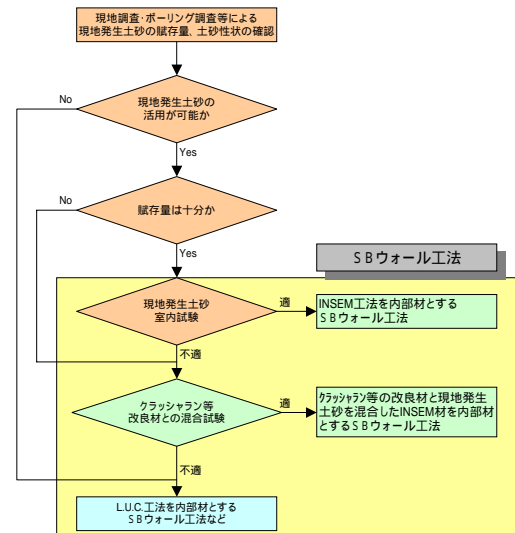 現地調査・ボーリング調査等による
現地発生土砂の賦存量、土砂性状の確認
No
現地発生土砂の
活用が可能か
Yes
No
賦存量は十分か
Yes
ＳＢウォール工法
現地発生土砂
室内試験
適
INSEM工法を内部材とする
ＳＢウォール工法
不適
クラッシャラン等
改良材との混合試験
適
クラッシャラン等の改良材と現地発生
土砂を混合したINSEM材を内部材
とするＳＢウォール工法
不適
L.U.C.工法を内部材とする
ＳＢウォール工法など